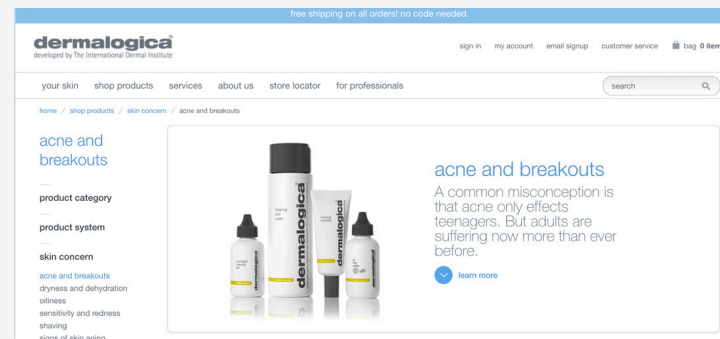 free shipping on all orders! no code needed.
dermalogica
developed by The International Dermal Institute
sign in my account email signup customer service bag 0 item
your skin shop products services about us store locator for professionals
search
home / shop products / skin concern / acne and breakouts
acne and
breakouts
product category
product system
skin concern
acne and breakouts
dryness and dehydration
oiliness
sensitivity and redness
shaving
signs of skin aging
dermalogica
dermalogica
dermalogica
dermalogica
acne and breakouts
A common misconception is
that acne only effects
teenagers. But adults are
suffering now more than ever
before.
learn more